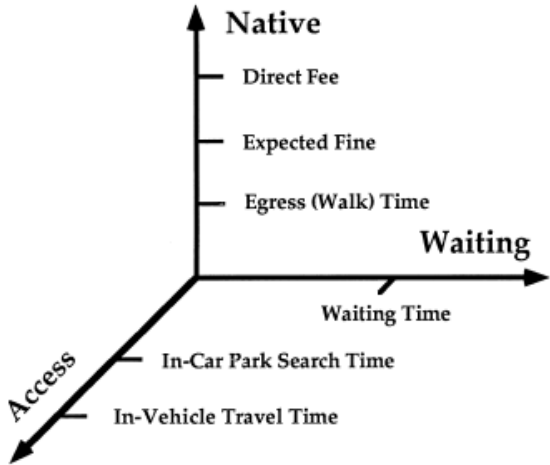 Native
Direct Fee
Expected Fine
Egress (Walk) Time
Waiting
Waiting Time
In-Car Park Search Time
Access
In-Vehicle Travel Time